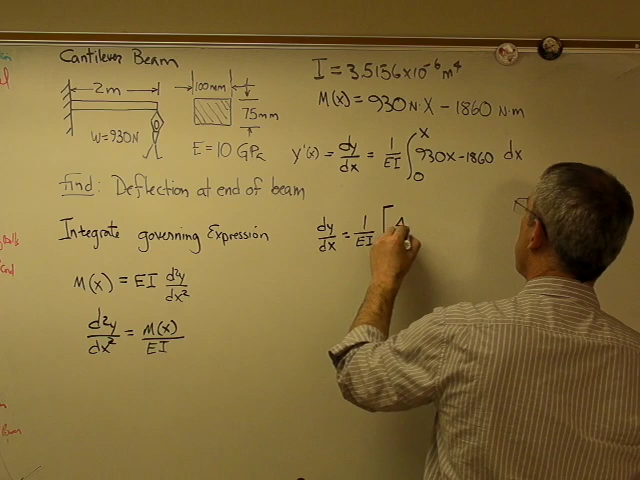 Cantilever Beam
2m
100mm
75mm
W=930N
E = 10 GPa
find: Deflection at end of beam
Integrate governing Expression
M(x) = EI d²y/dx²
d²y/dx² = M(x)/EI
I = 3.5156x10⁻⁶ m⁴
M(x) = 930 N·X - 1860 N·m
y'(x) = dy/dx = 1/EI ∫₀ˣ 930x - 1860 dx
dy/dx = 1/EI [